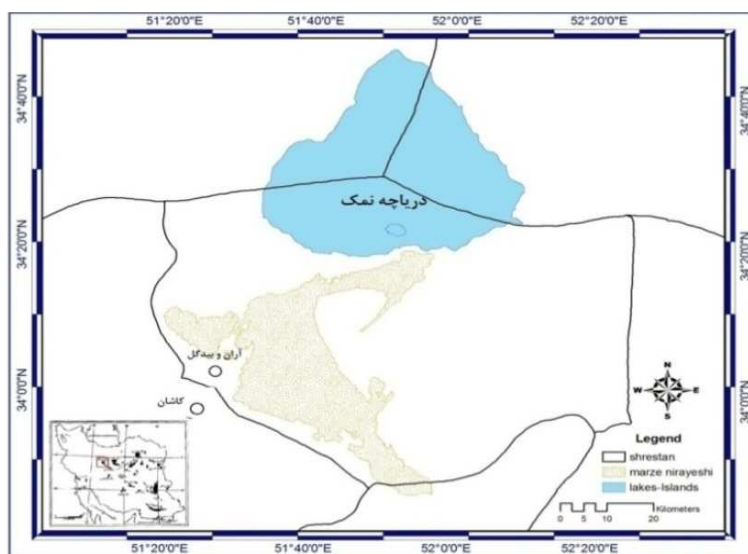 51°20'0"E 51°40'0"E 52°0'0"E 52°20'0"E
34°40'0"N 34°40'0"N
دریاچه نمک
34°20'0"N 34°20'0"N
آران و بیدگل
34°0'0"N 34°0'0"N
کاشان
N
W E
S
Legend
shrestan
marze nirayeshi
lakes-Islands
Kilometers
0 5 10 20
51°20'0"E 51°40'0"E 52°0'0"E 52°20'0"E